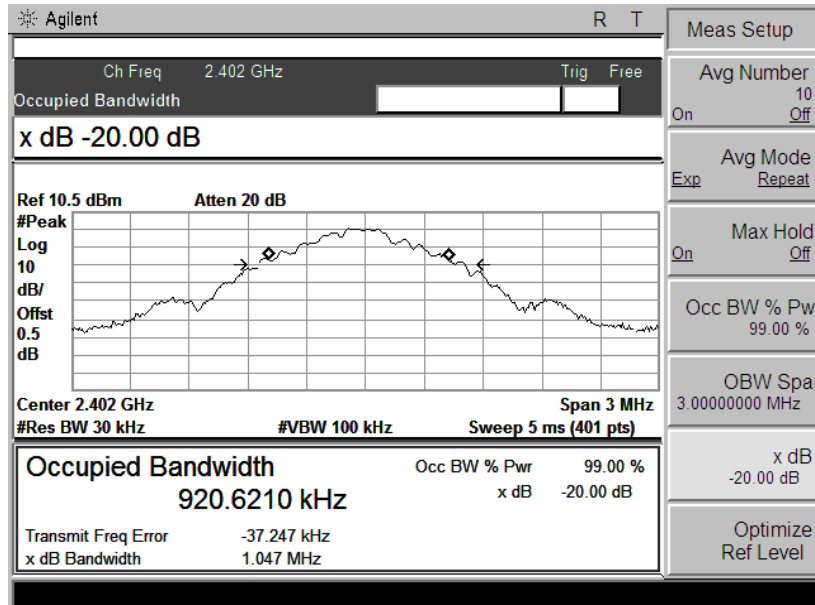 Agilent R T
Ch Freq 2.402 GHz Trig Free
Occupied Bandwidth
x dB -20.00 dB
Ref 10.5 dBm Atten 20 dB
#Peak
Log
10
dB/
Offst
0.5
dB
Center 2.402 GHz Span 3 MHz
#Res BW 30 kHz #VBW 100 kHz Sweep 5 ms (401 pts)
Occupied Bandwidth Occ BW % Pwr 99.00 %
920.6210 kHz x dB -20.00 dB
Transmit Freq Error -37.247 kHz
x dB Bandwidth 1.047 MHz
Meas Setup
Avg Number
10
On Off
Avg Mode
Exp Repeat
Max Hold
On Off
Occ BW % Pw
99.00 %
OBW Spa
3.00000000 MHz
x dB
-20.00 dB
Optimize
Ref Level